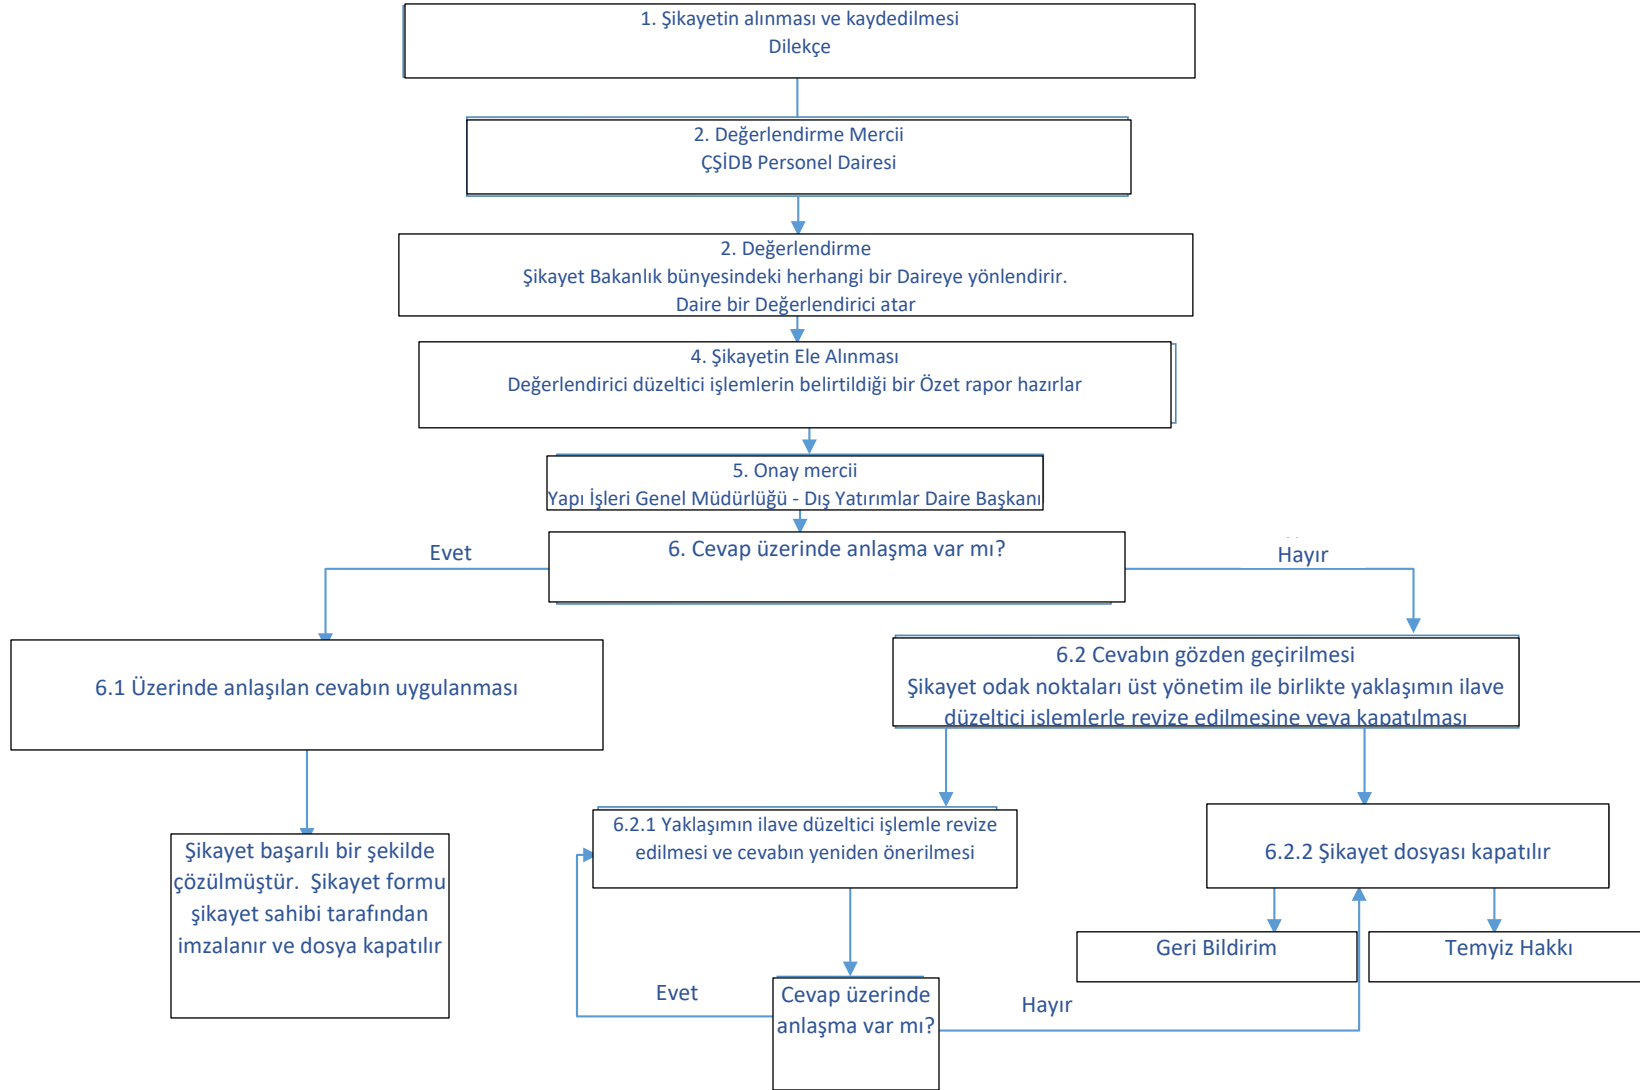 1. Şikayetin alınması ve kaydedilmesi
Dilekçe
2. Değerlendirme Mercii
ÇŞİDB Personel Dairesi
2. Değerlendirme
Şikayet Bakanlık bünyesindeki herhangi bir Daireye yönlendirir.
Daire bir Değerlendirici atar
4. Şikayetin Ele Alınması
Değerlendirici düzeltici işlemlerin belirtildiği bir Özet rapor hazırlar
5. Onay mercii
Yapı İşleri Genel Müdürlüğü - Dış Yatırımlar Daire Başkanı
6. Cevap üzerinde anlaşma var mı?
Evet
Hayır
6.1 Üzerinde anlaşılan cevabın uygulanması
6.2 Cevabın gözden geçirilmesi
Şikayet odak noktaları üst yönetim ile birlikte yaklaşımın ilave
düzeltici işlemlerle revize edilmesine veya kapatılması
Şikayet başarılı bir şekilde
çözülmüştür. Şikayet formu
şikayet sahibi tarafından
imzalanır ve dosya kapatılır
6.2.1 Yaklaşımın ilave düzeltici işlemle revize
edilmesi ve cevabın yeniden önerilmesi
6.2.2 Şikayet dosyası kapatılır
Geri Bildirim
Temyiz Hakkı
Evet
Cevap üzerinde
anlaşma var mı?
Hayır